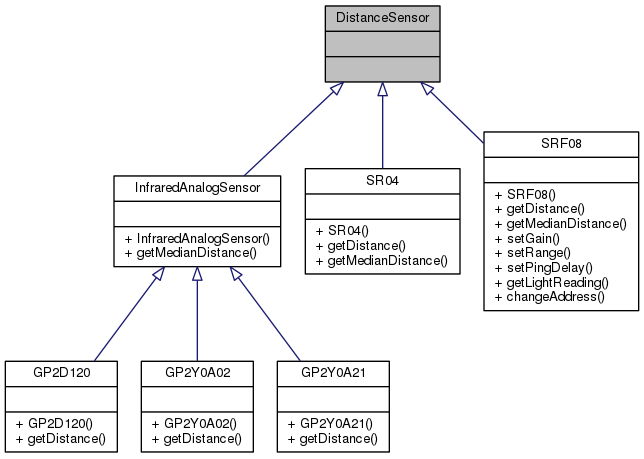 DistanceSensor
SRF08
+ SRF08()
+ getDistance()
+ getMedianDistance()
+ setGain()
+ setRange()
+ setPingDelay()
+ getLightReading()
+ changeAddress()
InfraredAnalogSensor
+ InfraredAnalogSensor()
+ getMedianDistance()
SR04
+ SR04()
+ getDistance()
+ getMedianDistance()
GP2D120
+ GP2D120()
+ getDistance()
GP2Y0A02
+ GP2Y0A02()
+ getDistance()
GP2Y0A21
+ GP2Y0A21()
+ getDistance()